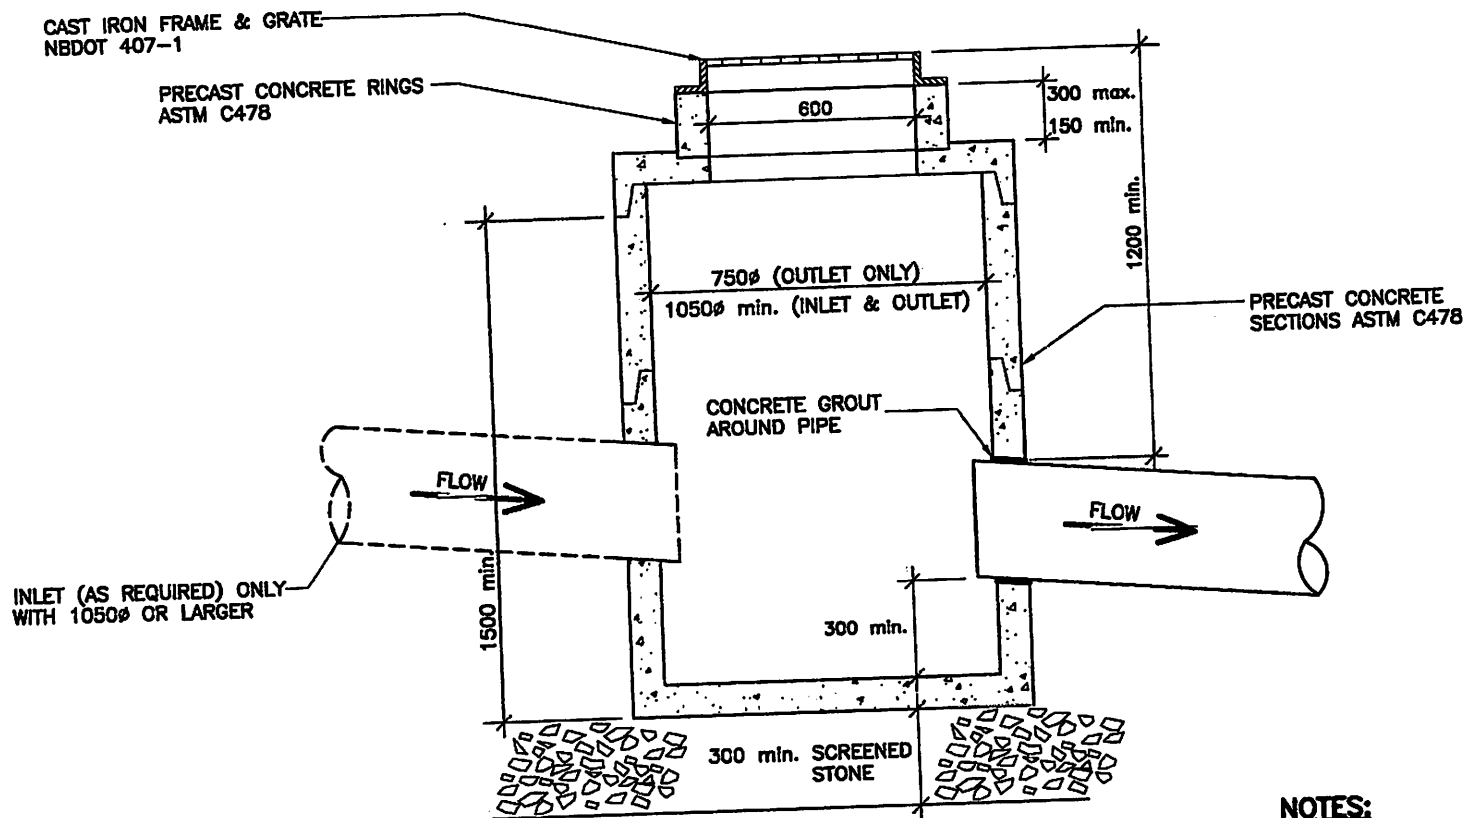 CAST IRON FRAME & GRATE
NBDOT 407-1
PRECAST CONCRETE RINGS
ASTM C478
600
300 max.
150 min.
1200 min.
750ø (OUTLET ONLY)
1050ø min. (INLET & OUTLET)
PRECAST CONCRETE
SECTIONS ASTM C478
CONCRETE GROUT
AROUND PIPE
FLOW
FLOW
INLET (AS REQUIRED) ONLY
WITH 1050ø OR LARGER
1500 min.
300 min.
300 min. SCREENED
STONE
NOTES: